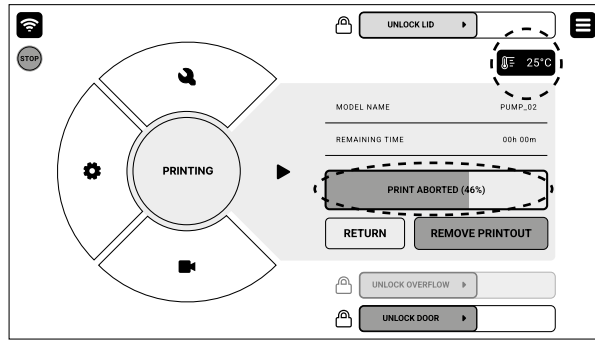 UNLOCK LID
STOP
25°C
MODEL NAME PUMP_02
REMAINING TIME 00h 00m
PRINTING
PRINT ABORTED (46%)
RETURN REMOVE PRINTOUT
UNLOCK OVERFLOW
UNLOCK DOOR